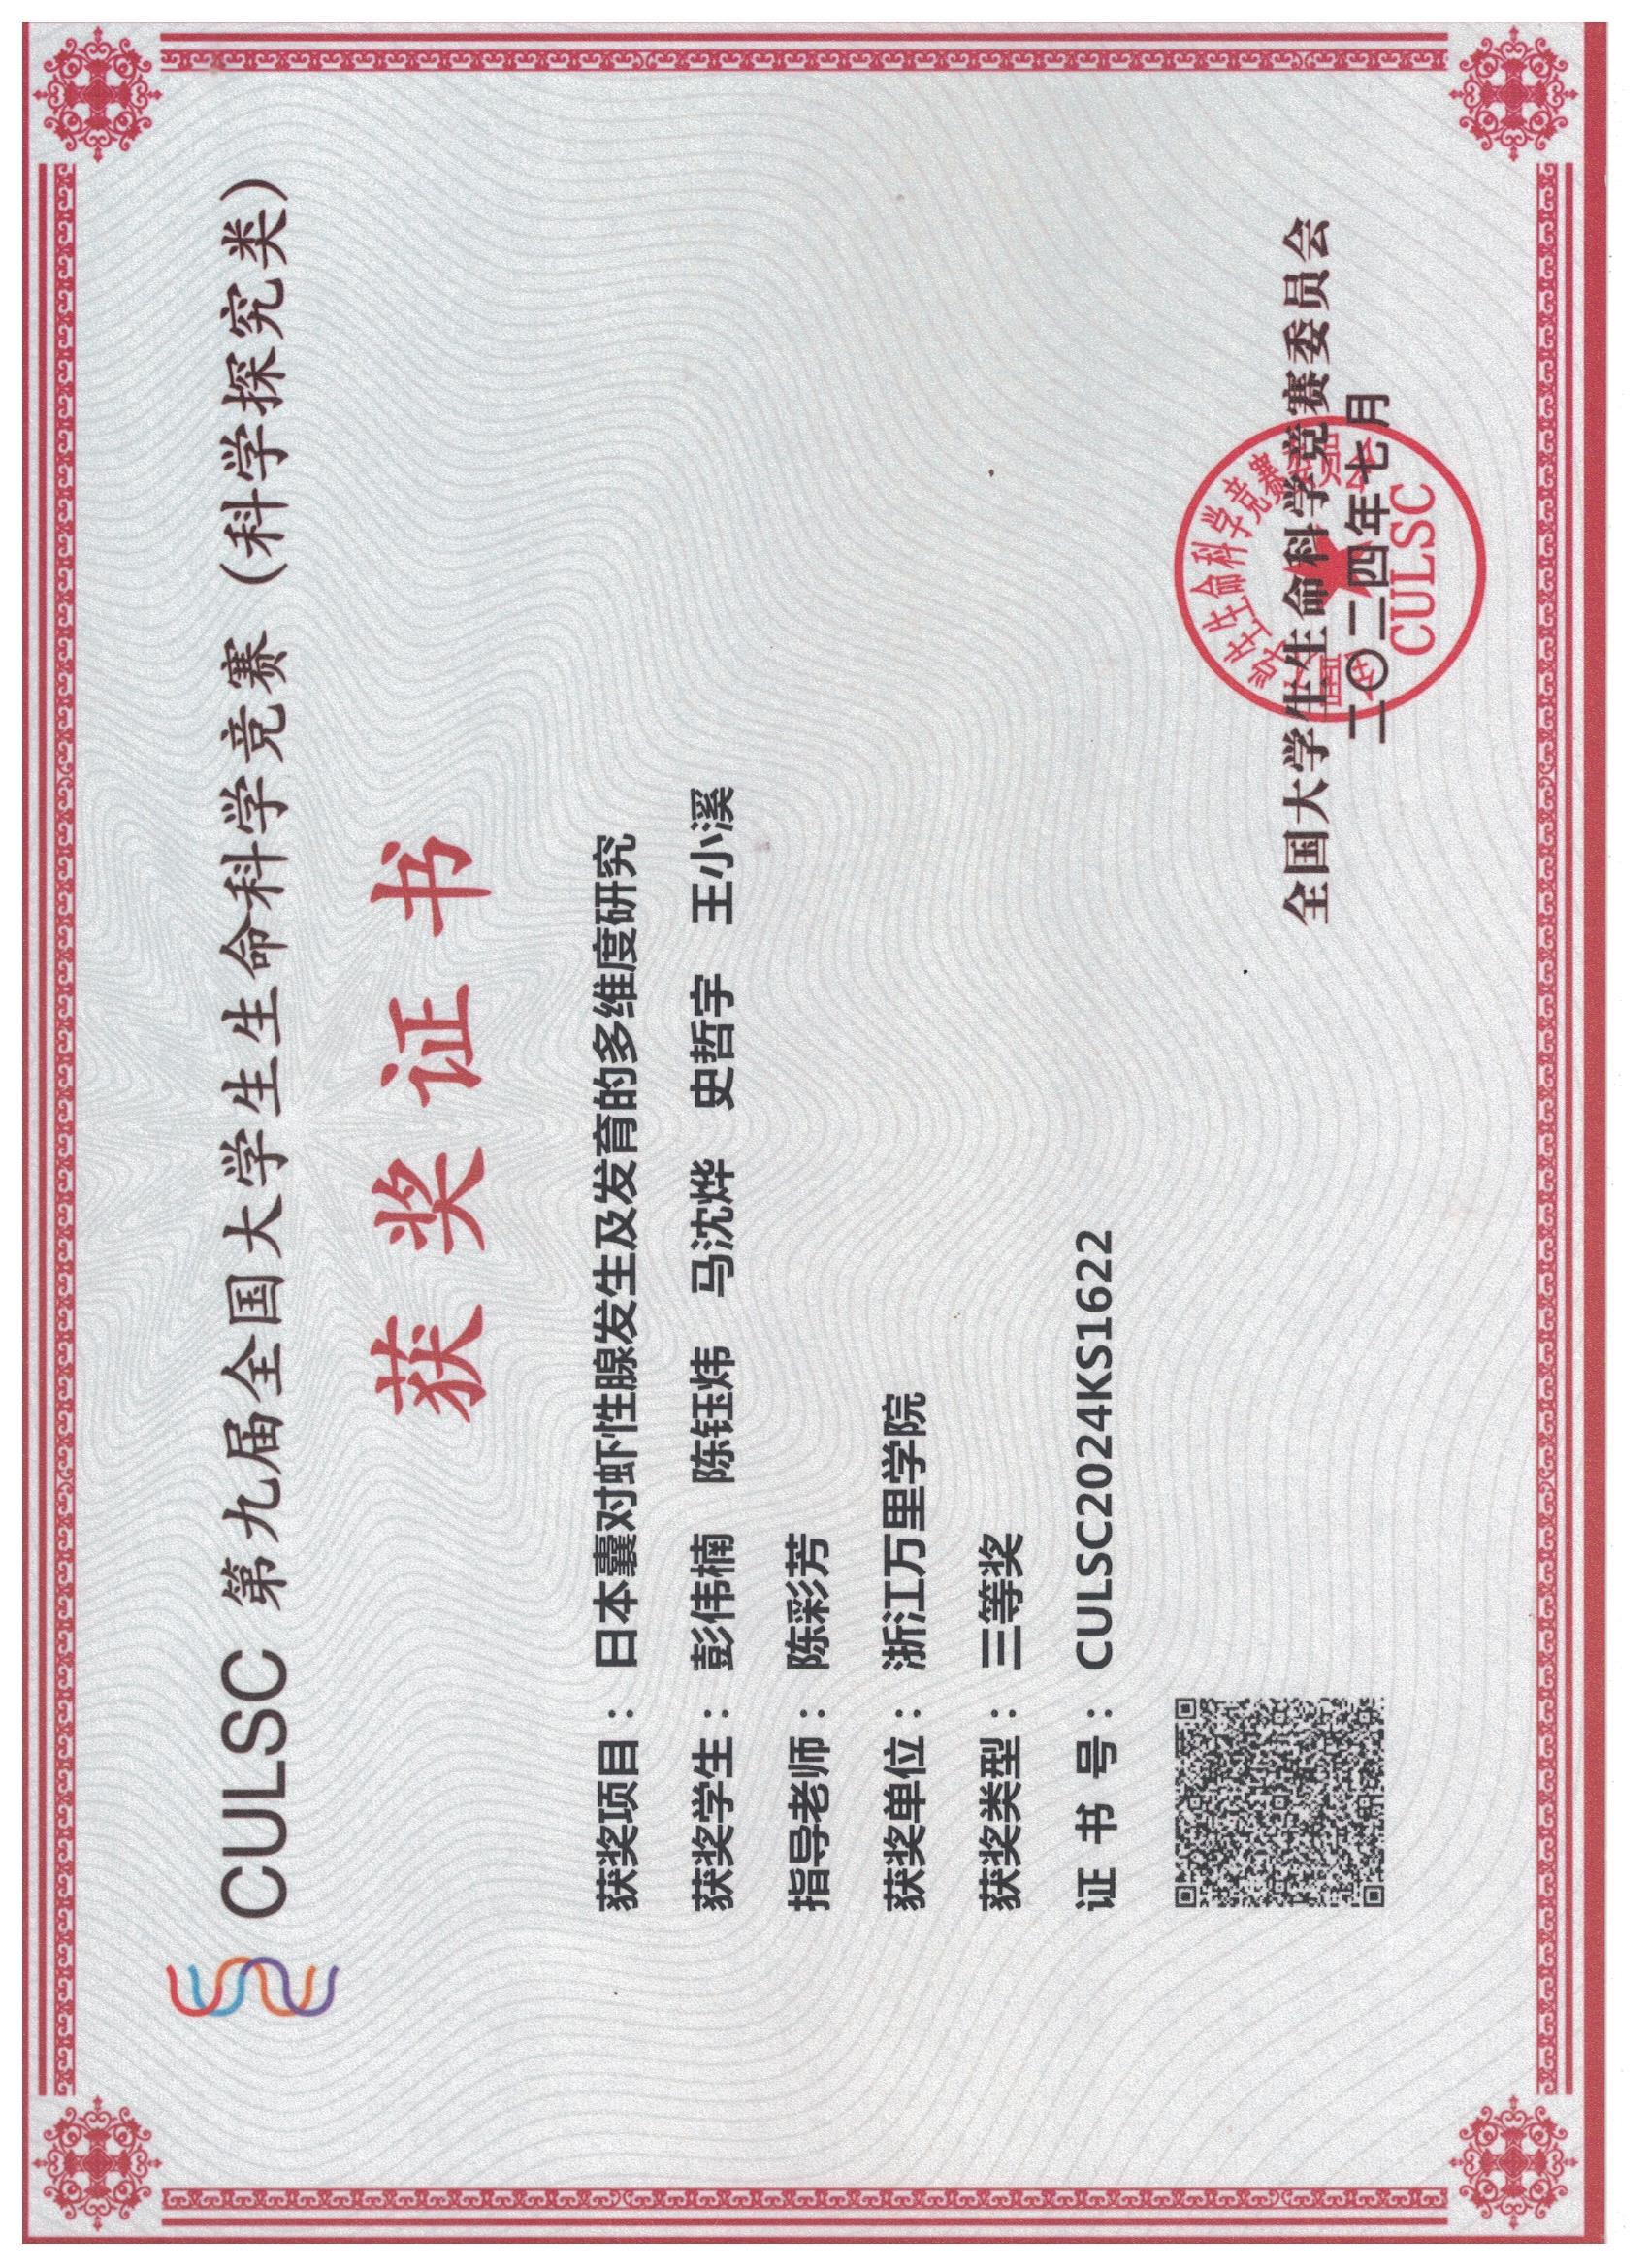 CULSC 第九届全国大学生生命科学竞赛（科学探究类）
获奖证书
获奖项目：日本囊对虾性腺发生及发育的多维度研究
获奖学生：彭伟楠 陈钰炜 马沈烨 史哲宇 王小溪
指导老师：陈彩芳
获奖单位：浙江万里学院
获奖类型：三等奖
证书号：CULSC2024KS1622
全国大学生生命科学竞赛委员会
二〇二四年七月
CULSC